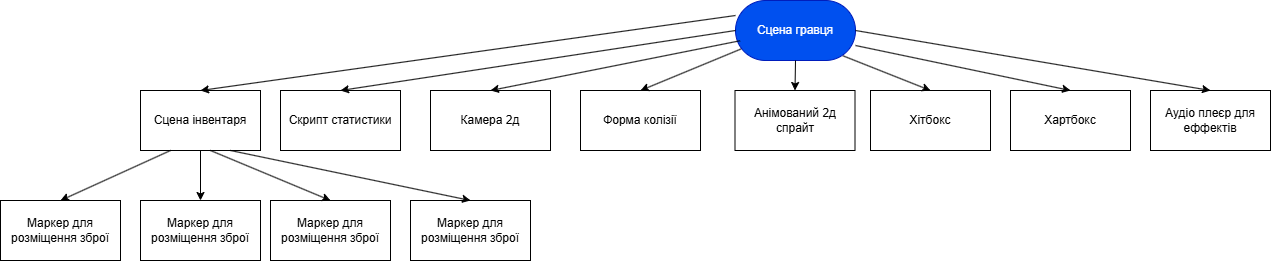 Сцена гравця
Сцена інвентаря
Скрипт статистики
Камера 2д
Форма колізії
Анімований 2д
спрайт
Хітбокс
Хартбокс
Аудіо плеєр для
еффектів
Маркер для
розміщення зброї
Маркер для
розміщення зброї
Маркер для
розміщення зброї
Маркер для
розміщення зброї